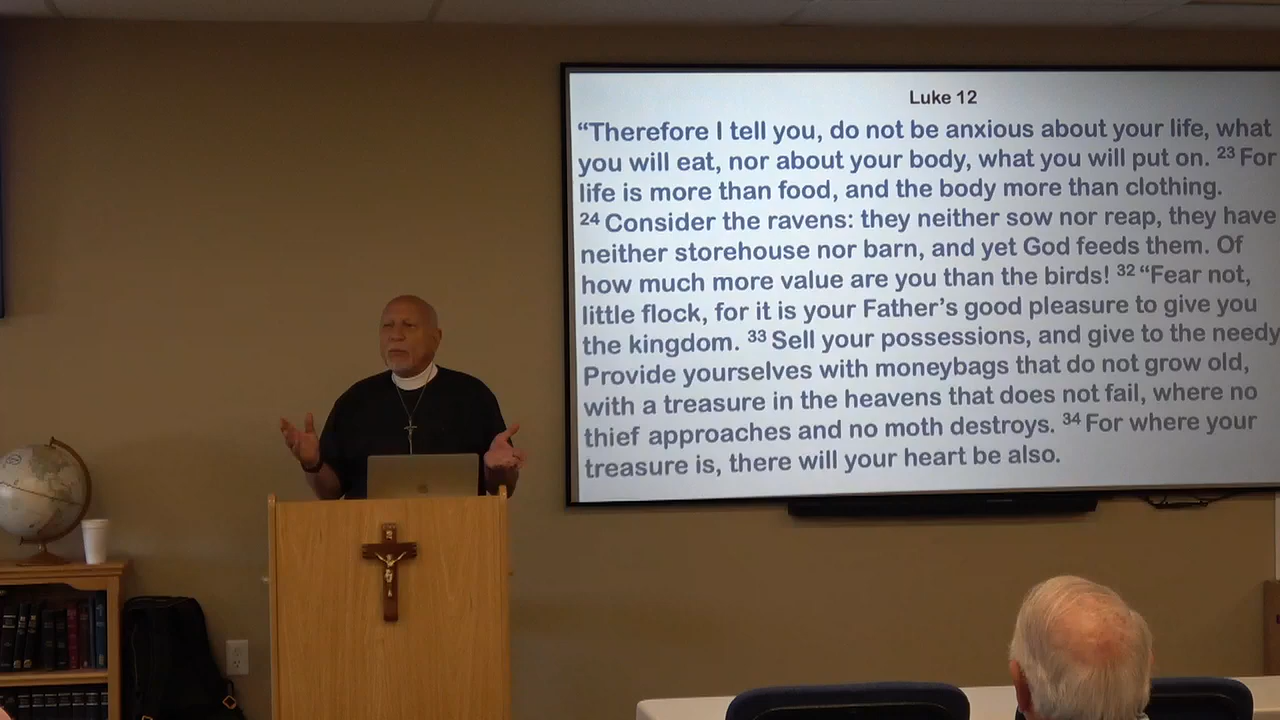 Luke 12
“Therefore I tell you, do not be anxious about your life, what
you will eat, nor about your body, what you will put on. 23 For
life is more than food, and the body more than clothing.
24 Consider the ravens: they neither sow nor reap, they have
neither storehouse nor barn, and yet God feeds them. Of
how much more value are you than the birds! 32 “Fear not,
little flock, for it is your Father’s good pleasure to give you
the kingdom. 33 Sell your possessions, and give to the needy
Provide yourselves with moneybags that do not grow old,
with a treasure in the heavens that does not fail, where no
thief approaches and no moth destroys. 34 For where your
treasure is, there will your heart be also.